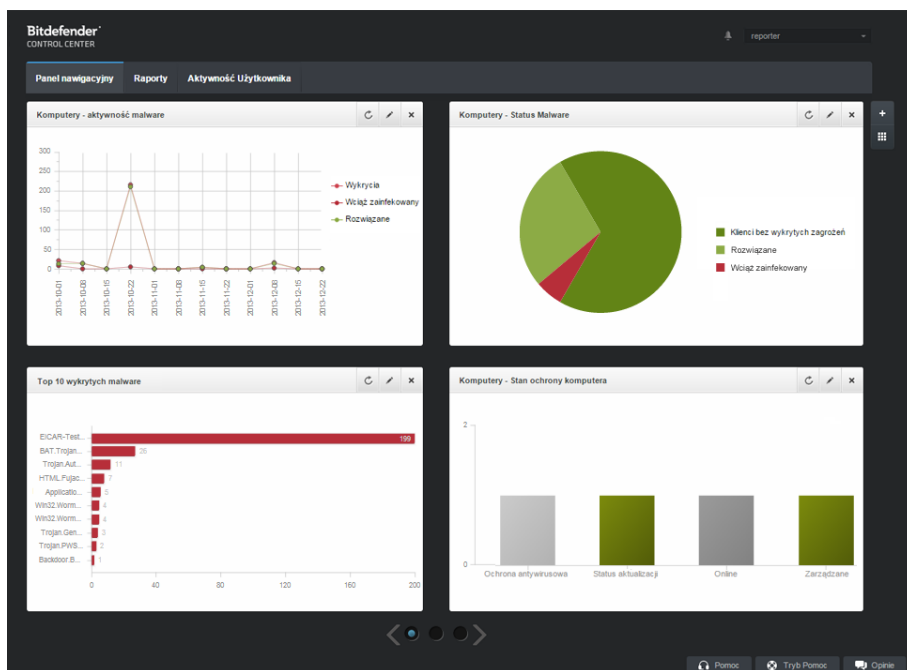 Bitdefender
CONTROL CENTER
reporter
Panel nawigacyjny Raporty Aktywność Użytkownika
Komputery - aktywność malware
300
250
200
150
100
50
0
Wykrycia
Wciąż zainfekowany
Rozwiązane
2013-10-01 2013-10-08 2013-10-15 2013-10-22 2013-11-01 2013-11-08 2013-11-15 2013-11-22 2013-12-01 2013-12-08 2013-12-15 2013-12-22
Komputery - Status Malware
Klienci bez wykrytych zagrożeń
Rozwiązane
Wciąż zainfekowany
Top 10 wykrytych malware
EICAR-Test... 199
BAT.Trojan...
Trojan.Aut... 11
HTML.Fujac... 7
Applicatio... 5
Win32.Worm... 4
Win32.Worm... 4
Trojan.Gen... 3
Trojan.PWS... 2
Backdoor.B... 1
0 40 80 120 160 200
Komputery - Stan ochrony komputera
2
0
Ochrona antywirusowa Status aktualizacji Online Zarządzane
Pomoc Tryb Pomoc Opinie